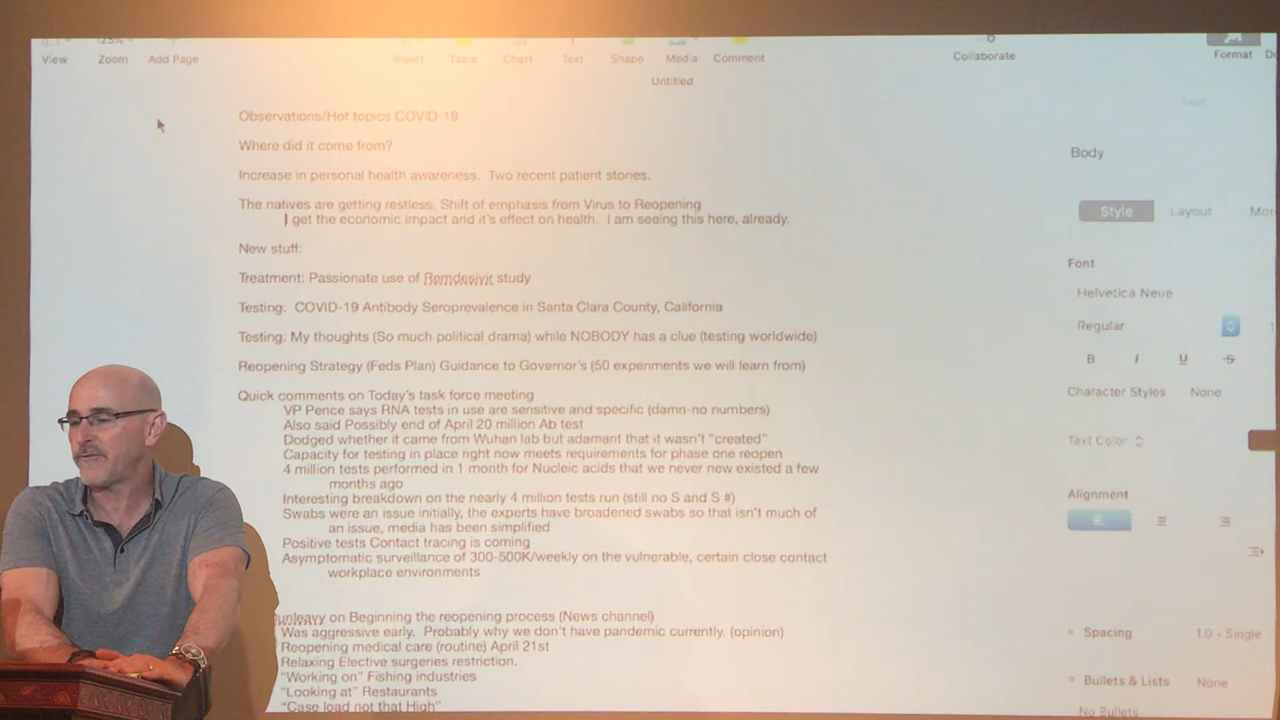 View Zoom Add Page Insert Table Chart Text Shape Media Comment Collaborate Format
Untitled
Text
Observations/Hot topics COVID-19
Where did it come from?
Increase in personal health awareness. Two recent patient stories.
The natives are getting restless. Shift of emphasis from Virus to Reopening
I get the economic impact and it's effect on health. I am seeing this here, already.
New stuff:
Treatment: Passionate use of Remdesivir study
Testing: COVID-19 Antibody Seroprevalence in Santa Clara County, California
Testing: My thoughts (So much political drama) while NOBODY has a clue (testing worldwide)
Reopening Strategy (Feds Plan) Guidance to Governor's (50 experiments we will learn from)
Quick comments on Today's task force meeting
VP Pence says RNA tests in use are sensitive and specific (damn-no numbers)
Also said Possibly end of April 20 million Ab test
Dodged whether it came from Wuhan lab but adamant that it wasn't "created"
Capacity for testing in place right now meets requirements for phase one reopen
4 million tests performed in 1 month for Nucleic acids that we never new existed a few
months ago
Interesting breakdown on the nearly 4 million tests run (still no S and S #)
Swabs were an issue initially, the experts have broadened swabs so that isn't much of
an issue, media has been simplified
Positive tests Contact tracing is coming
Asymptomatic surveillance of 300-500K/weekly on the vulnerable, certain close contact
workplace environments
unleavy on Beginning the reopening process (News channel)
Was aggressive early. Probably why we don't have pandemic currently. (opinion)
Reopening medical care (routine) April 21st
Relaxing Elective surgeries restriction.
"Working on" Fishing industries
"Looking at" Restaurants
"Case load not that High"
Body
Style Layout
Font
Helvetica Neue
Regular
B I U S
Character Styles None
Text Color
Alignment
Spacing 1.0 - Single
Bullets & Lists None
No Bullets